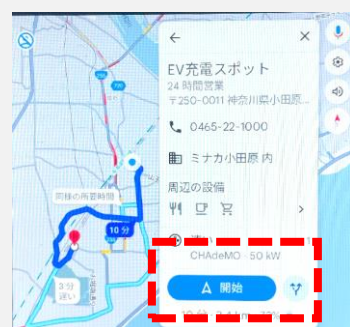 EV充電スポット
24 時間営業
〒250-0011 神奈川県小田原...
0465-22-1000
ミナカ小田原 内
周辺の設備
同様の所要時間
10 分
3 分
遅い
速い
CHAdeMO · 50 kW
開始